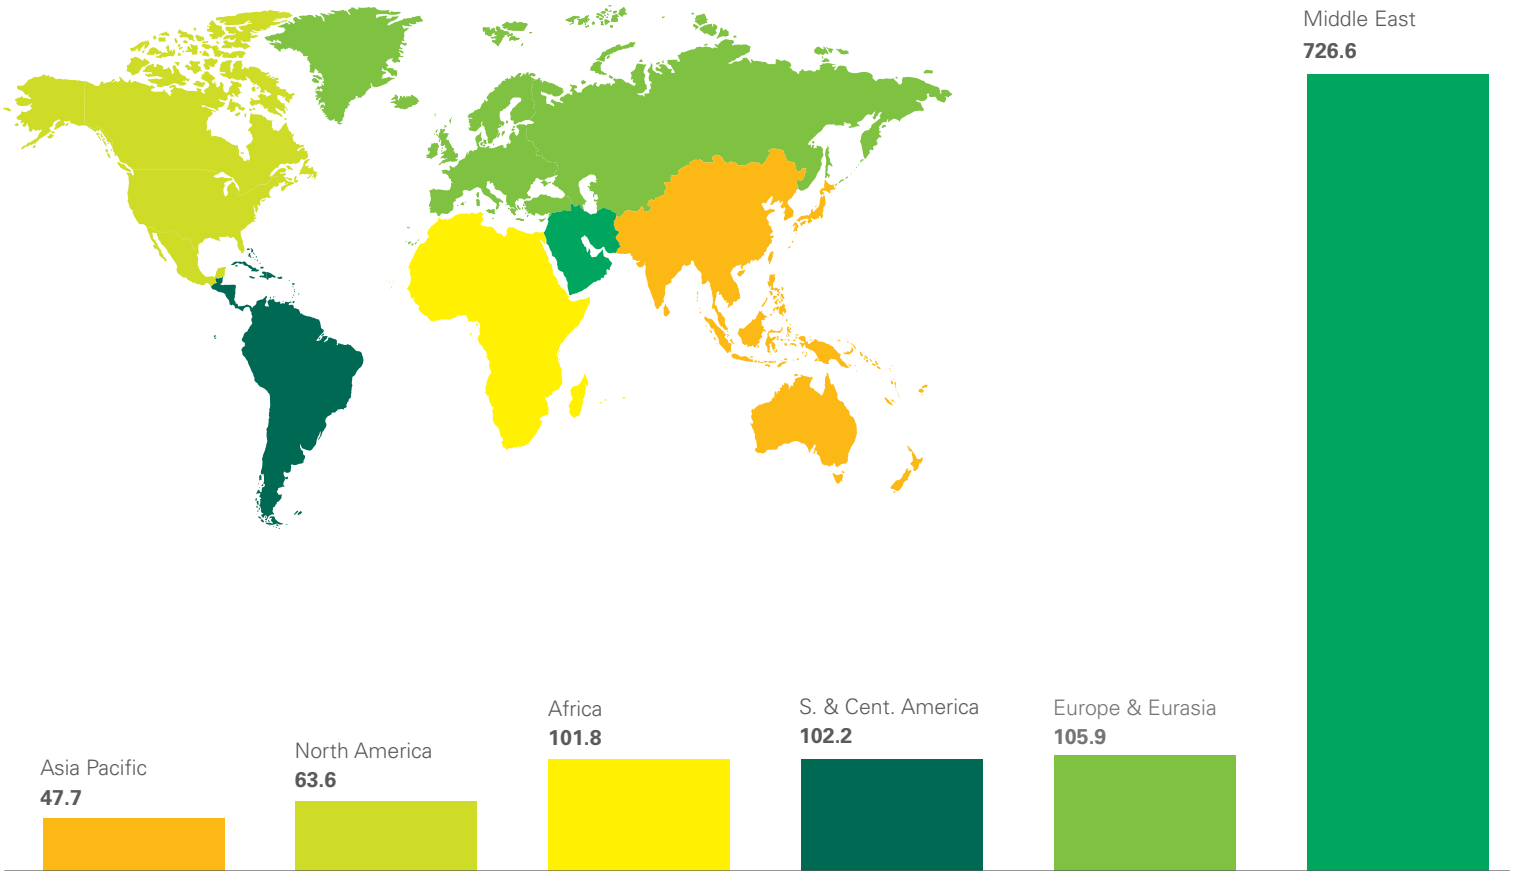 Middle East
726.6
Africa
101.8
S. & Cent. America
102.2
Europe & Eurasia
105.9
North America
63.6
Asia Pacific
47.7